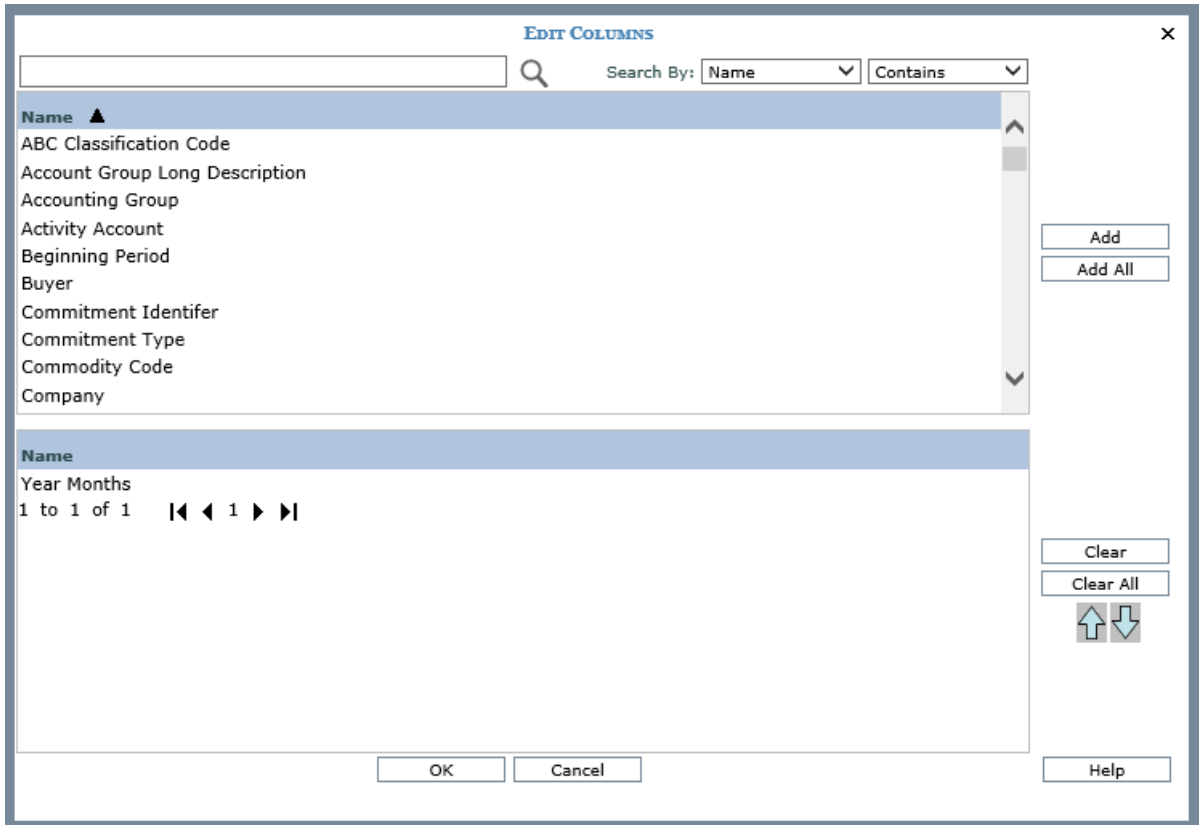 EDIT COLUMNS ×
Search By: Name Contains
Name ▲
ABC Classification Code
Account Group Long Description
Accounting Group
Activity Account
Beginning Period
Buyer
Commitment Identifer
Commitment Type
Commodity Code
Company
Add
Add All
Name
Year Months
1 to 1 of 1 1
Clear
Clear All
OK Cancel Help